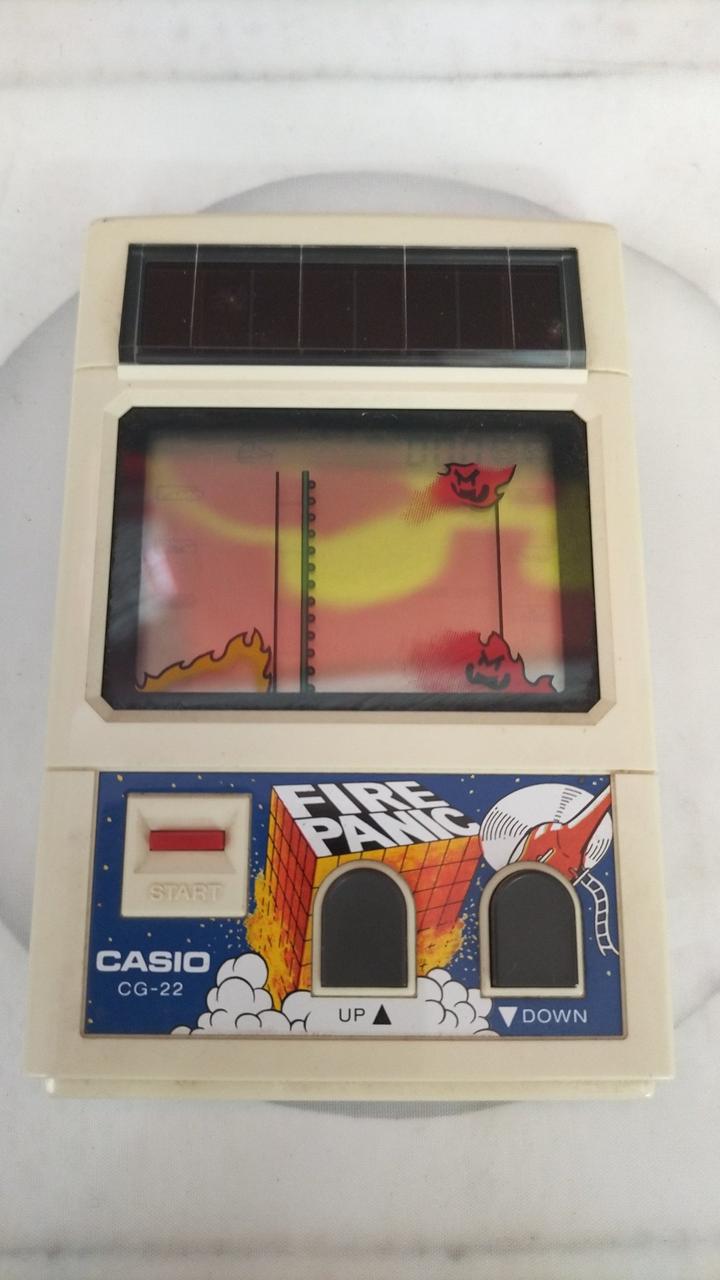 FIRE
PANIC
START
CASIO
CG-22
UP ▲
▼ DOWN